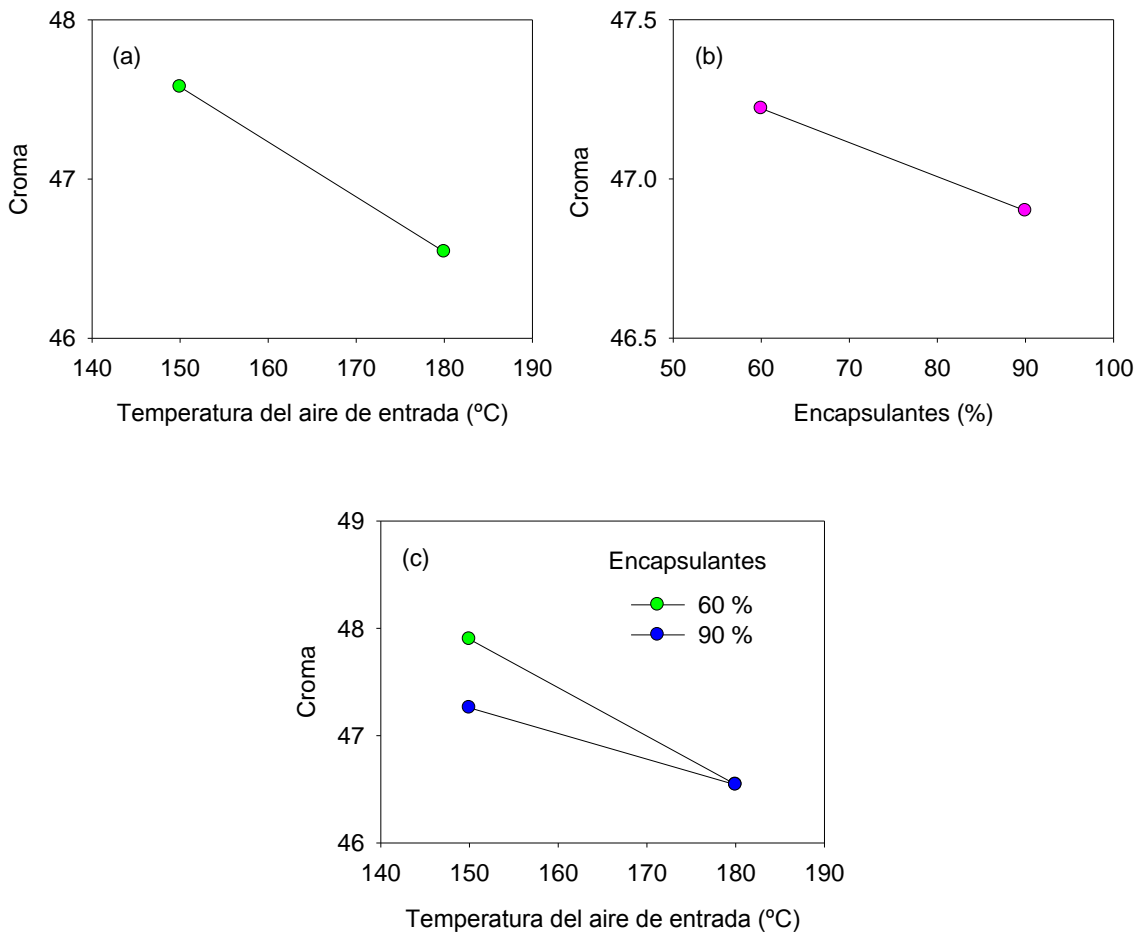 (a)
48
47
46
Croma
140 150 160 170 180 190
Temperatura del aire de entrada (ºC)
(b)
47.5
47.0
46.5
Croma
50 60 70 80 90 100
Encapsulantes (%)
(c)
Encapsulantes
60 %
90 %
49
48
47
46
Croma
140 150 160 170 180 190
Temperatura del aire de entrada (ºC)